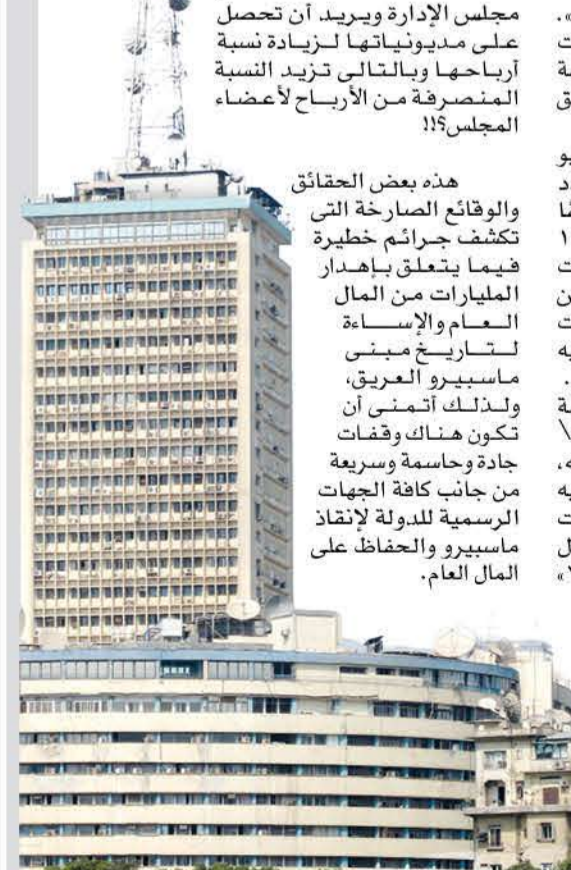 مجلس الإدارة ويريد أن تحصل
على مديونياتها لزيادة نسبة
أرباحها وبالتالى تزيد النسبة
المنصرفة من الأرباح لأعضاء
المجلس؟!!
هذه بعض الحقائق
والوقائع الصارخة التى
تكشف جرائم خطيرة
فيما يتعلق بإهدار
المليارات من المال
العام والإساءة
لتاريخ مبنى
ماسبيرو العريق،
ولذلك أتمنى أن
تكون هناك وقفات
جادة وحاسمة وسريعة
من جانب كافة الجهات
الرسمية للدولة لإنقاذ
ماسبيرو والحفاظ على
المال العام.